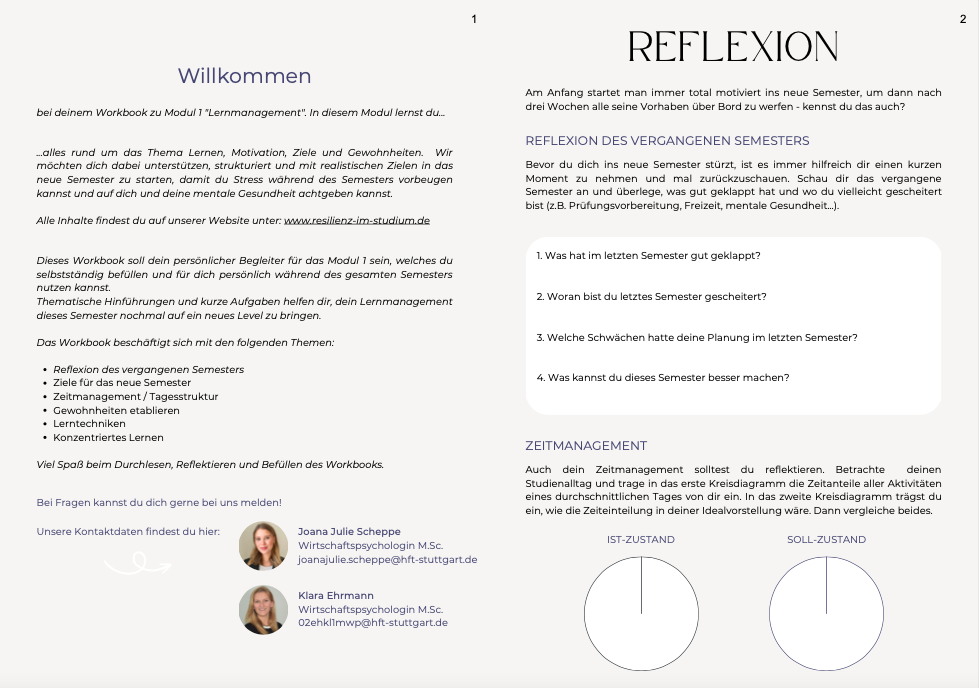 1
Willkommen
bei deinem Workbook zu Modul 1 "Lernmanagement". In diesem Modul lernst du...
...alles rund um das Thema Lernen, Motivation, Ziele und Gewohnheiten. Wir
möchten dich dabei unterstützen, strukturiert und mit realistischen Zielen in das
neue Semester zu starten, damit du Stress während des Semesters vorbeugen
kannst und auf dich und deine mentale Gesundheit achtgeben kannst.
Alle Inhalte findest du auf unserer Website unter: www.resilienz-im-studium.de
Dieses Workbook soll dein persönlicher Begleiter für das Modul 1 sein, welches du
selbstständig befüllen und für dich persönlich während des gesamten Semesters
nutzen kannst.
Thematische Hinführungen und kurze Aufgaben helfen dir, dein Lernmanagement
dieses Semester nochmal auf ein neues Level zu bringen.
Das Workbook beschäftigt sich mit den folgenden Themen:
• Reflexion des vergangenen Semesters
• Ziele für das neue Semester
• Zeitmanagement / Tagesstruktur
• Gewohnheiten etablieren
• Lerntechniken
• Konzentriertes Lernen
Viel Spaß beim Durchlesen, Reflektieren und Befüllen des Workbooks.
Bei Fragen kannst du dich gerne bei uns melden!
Unsere Kontaktdaten findest du hier:
Joana Julie Scheppe
Wirtschaftspsychologin M.Sc.
joanajulie.scheppe@hft-stuttgart.de
Klara Ehrmann
Wirtschaftspsychologin M.Sc.
02ehkl1mwp@hft-stuttgart.de
2
REFLEXION
Am Anfang startet man immer total motiviert ins neue Semester, um dann nach
drei Wochen alle seine Vorhaben über Bord zu werfen - kennst du das auch?
REFLEXION DES VERGANGENEN SEMESTERS
Bevor du dich ins neue Semester stürzt, ist es immer hilfreich dir einen kurzen
Moment zu nehmen und mal zurückzuschauen. Schau dir das vergangene
Semester an und überlege, was gut geklappt hat und wo du vielleicht gescheitert
bist (z.B. Prüfungsvorbereitung, Freizeit, mentale Gesundheit...).
1. Was hat im letzten Semester gut geklappt?
2. Woran bist du letztes Semester gescheitert?
3. Welche Schwächen hatte deine Planung im letzten Semester?
4. Was kannst du dieses Semester besser machen?
ZEITMANAGEMENT
Auch dein Zeitmanagement solltest du reflektieren. Betrachte deinen
Studienalltag und trage in das erste Kreisdiagramm die Zeitanteile aller Aktivitäten
eines durchschnittlichen Tages von dir ein. In das zweite Kreisdiagramm trägst du
ein, wie die Zeiteinteilung in deiner Idealvorstellung wäre. Dann vergleiche beides.
IST-ZUSTAND
SOLL-ZUSTAND